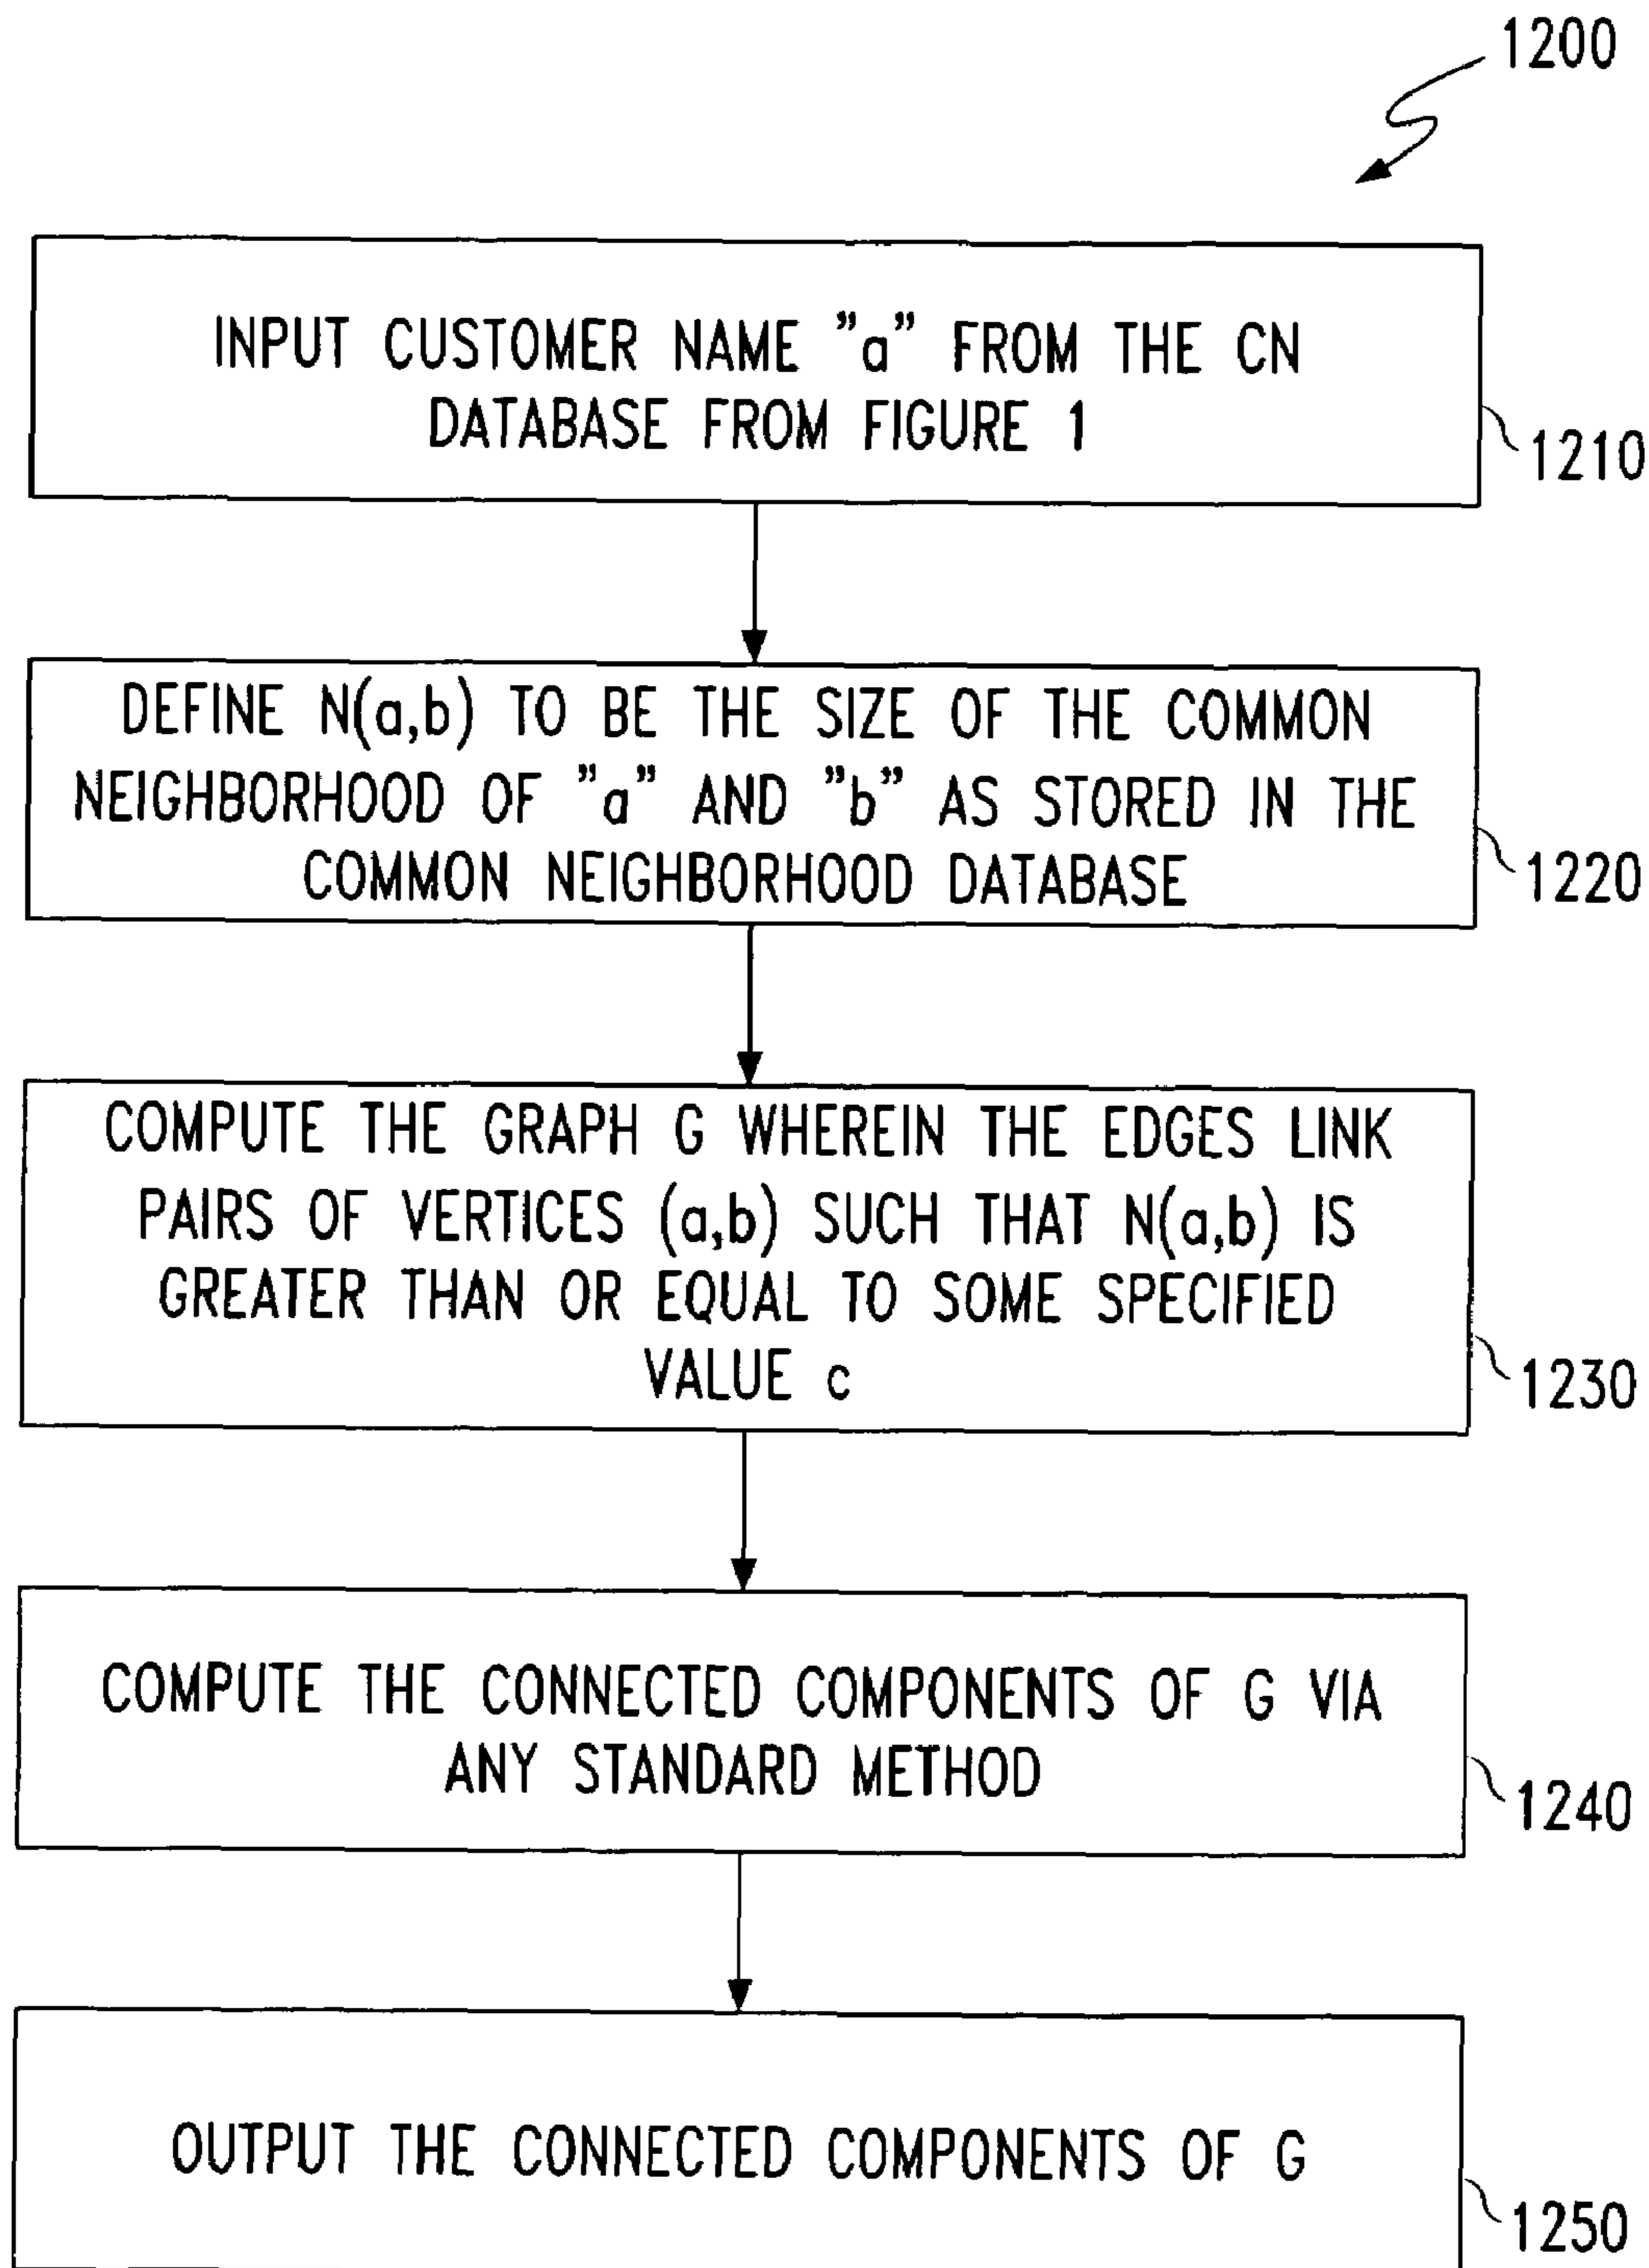 1200
INPUT CUSTOMER NAME "a" FROM THE CN
DATABASE FROM FIGURE 1
1210
DEFINE N(a,b) TO BE THE SIZE OF THE COMMON
NEIGHBORHOOD OF "a" AND "b" AS STORED IN THE
COMMON NEIGHBORHOOD DATABASE
1220
COMPUTE THE GRAPH G WHEREIN THE EDGES LINK
PAIRS OF VERTICES (a,b) SUCH THAT N(a,b) IS
GREATER THAN OR EQUAL TO SOME SPECIFIED
VALUE c
1230
COMPUTE THE CONNECTED COMPONENTS OF G VIA
ANY STANDARD METHOD
1240
OUTPUT THE CONNECTED COMPONENTS OF G
1250